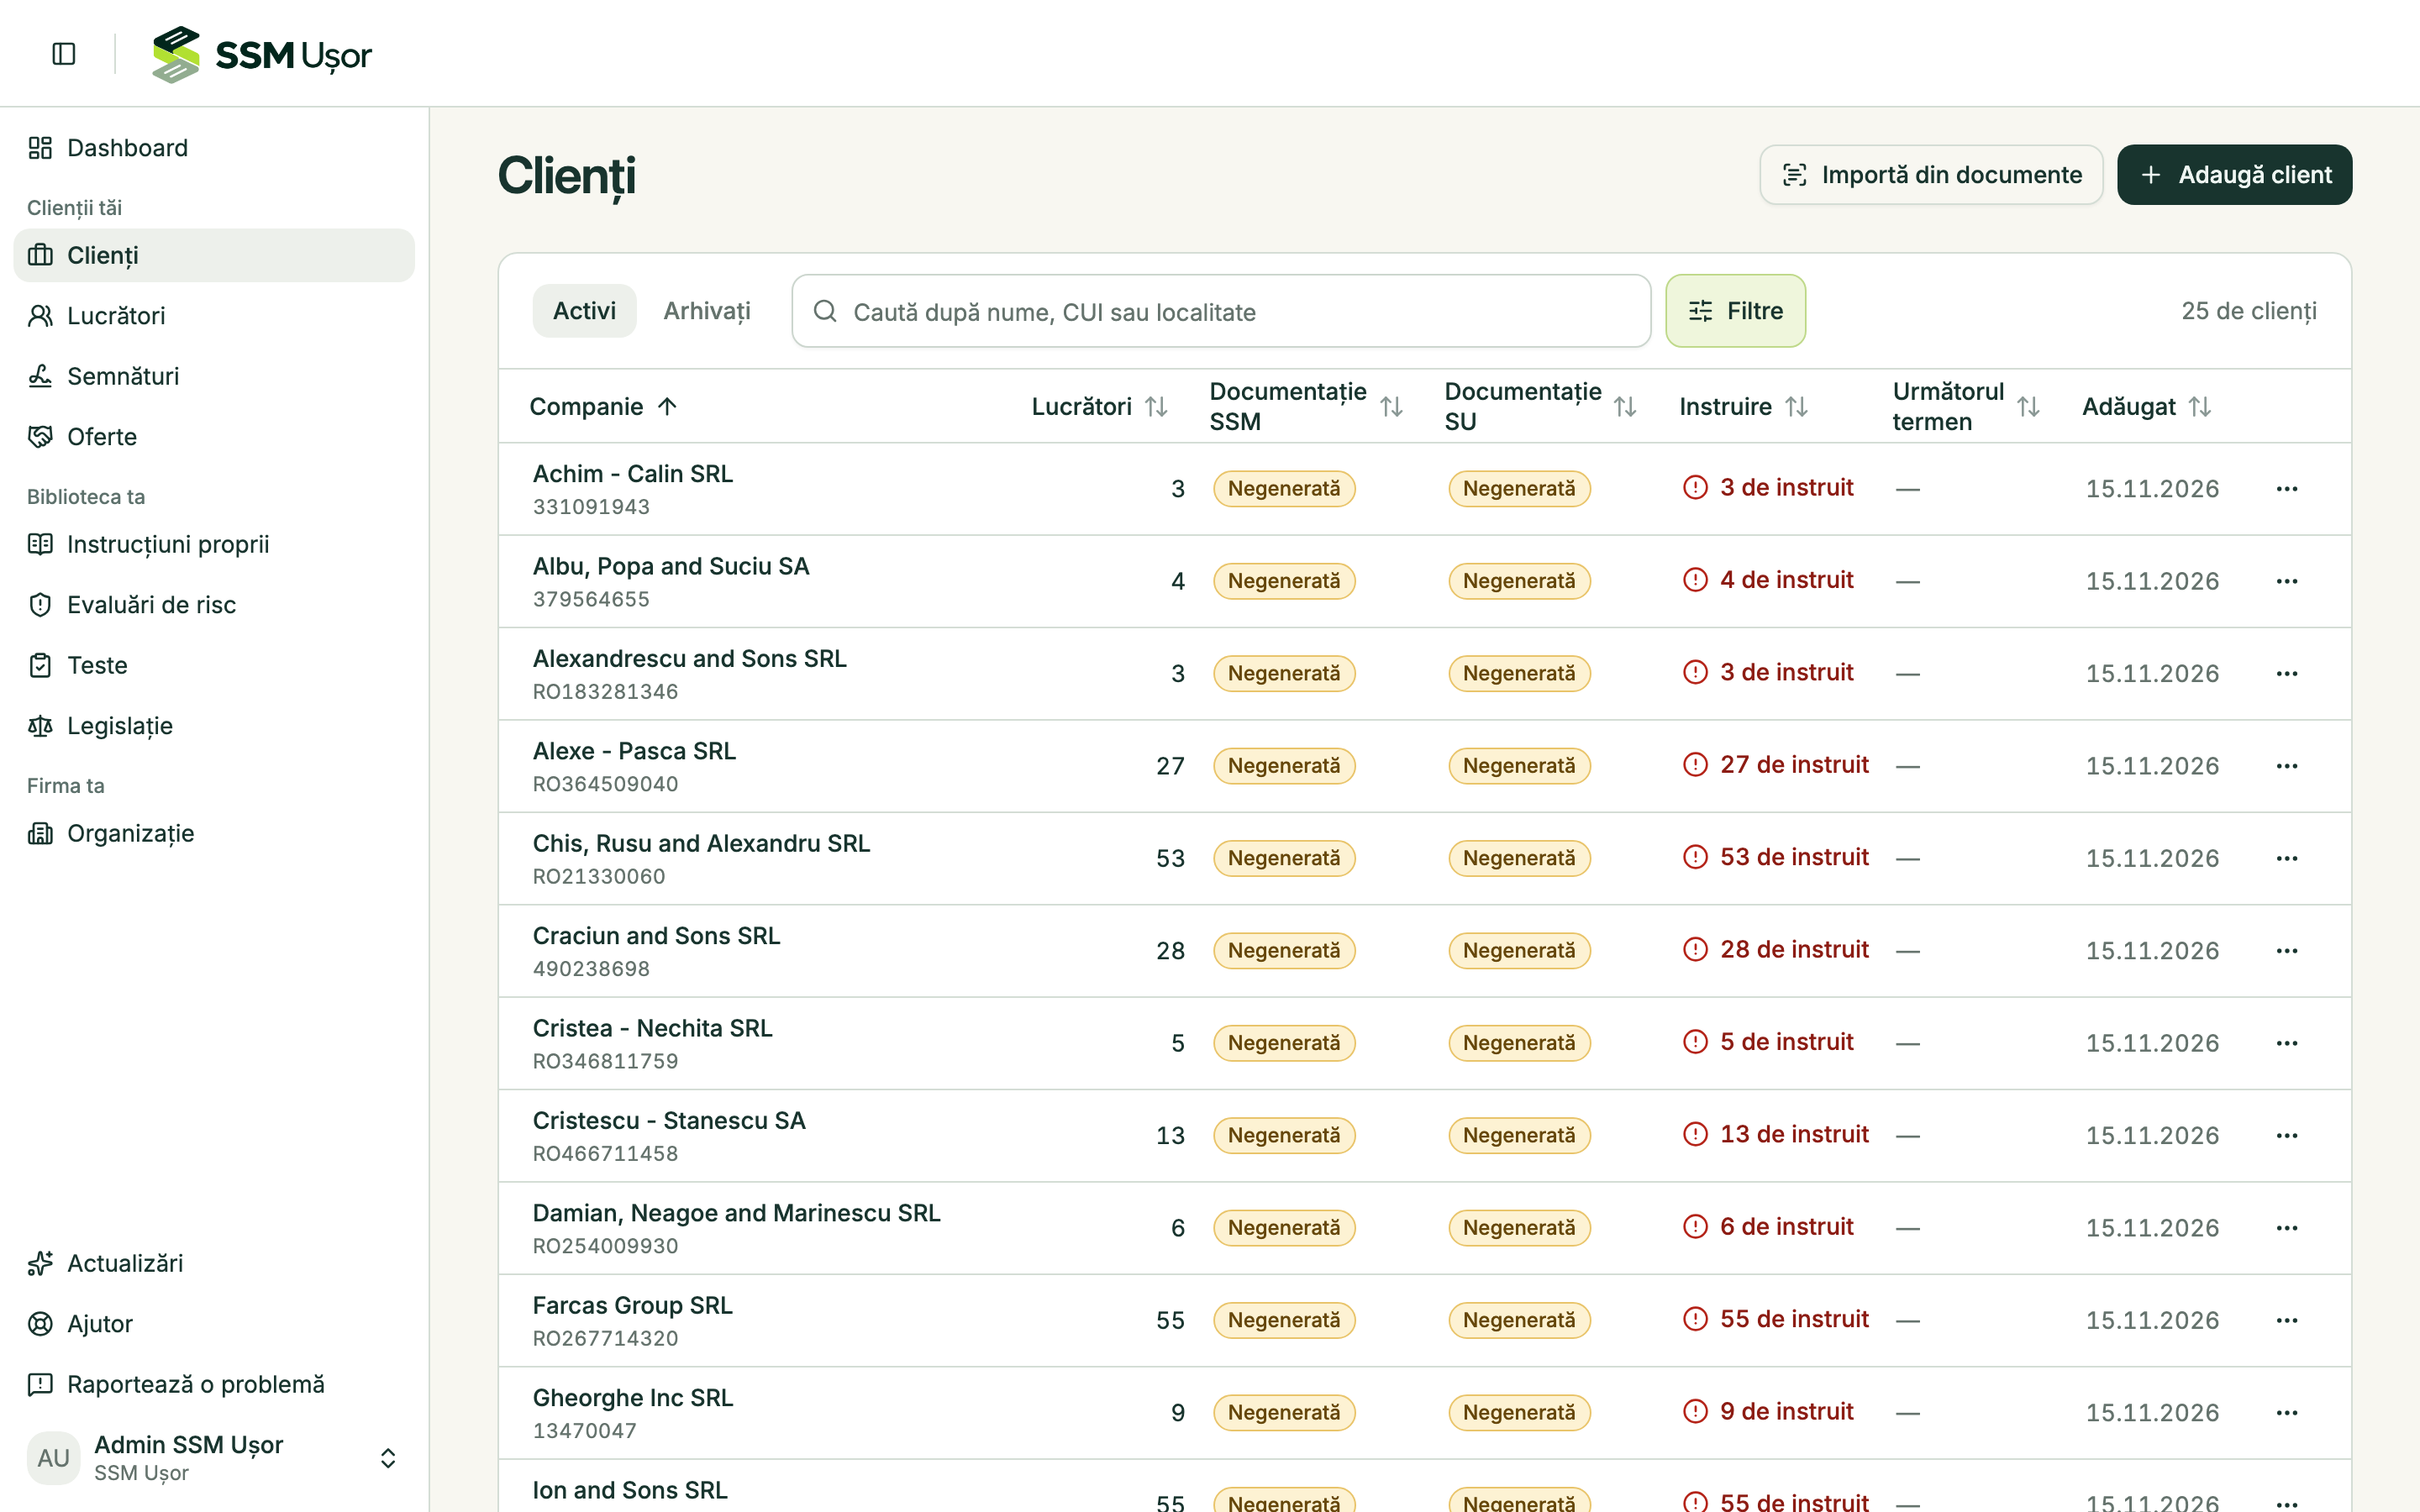 SSM Ușor
Dashboard
Clienții tăi
Clienți
Lucrători
Semnături
Oferte
Biblioteca ta
Instrucțiuni proprii
Evaluări de risc
Teste
Legislație
Firma ta
Organizație
Actualizări
Ajutor
Raportează o problemă
AU
Admin SSM Ușor
SSM Ușor
Clienți
Importă din documente
Adaugă client
Activi
Arhivați
Caută după nume, CUI sau localitate
Filtre
25 de clienți
Companie
Lucrători
Documentație SSM
Documentație SU
Instruire
Următorul termen
Adăugat
Achim - Calin SRL
331091943
3
Negenerată
Negenerată
3 de instruit
—
15.11.2026
Albu, Popa and Suciu SA
379564655
4
Negenerată
Negenerată
4 de instruit
—
15.11.2026
Alexandrescu and Sons SRL
RO183281346
3
Negenerată
Negenerată
3 de instruit
—
15.11.2026
Alexe - Pasca SRL
RO364509040
27
Negenerată
Negenerată
27 de instruit
—
15.11.2026
Chis, Rusu and Alexandru SRL
RO21330060
53
Negenerată
Negenerată
53 de instruit
—
15.11.2026
Craciun and Sons SRL
490238698
28
Negenerată
Negenerată
28 de instruit
—
15.11.2026
Cristea - Nechita SRL
RO346811759
5
Negenerată
Negenerată
5 de instruit
—
15.11.2026
Cristescu - Stanescu SA
RO466711458
13
Negenerată
Negenerată
13 de instruit
—
15.11.2026
Damian, Neagoe and Marinescu SRL
RO254009930
6
Negenerată
Negenerată
6 de instruit
—
15.11.2026
Farcas Group SRL
RO267714320
55
Negenerată
Negenerată
55 de instruit
—
15.11.2026
Gheorghe Inc SRL
13470047
9
Negenerată
Negenerată
9 de instruit
—
15.11.2026
Ion and Sons SRL
55
Negenerată
Negenerată
55 de instruit
—
15.11.2026